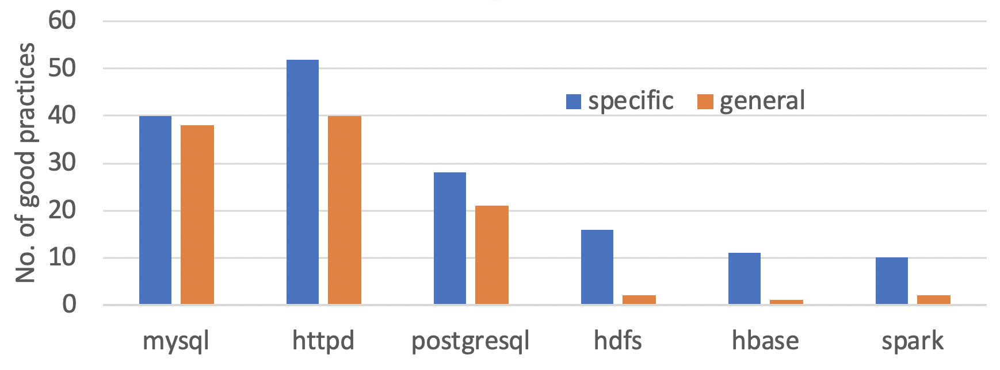 No. of good practices
60
50
40
30
20
10
0
specific general
mysql httpd postgresql hdfs hbase spark